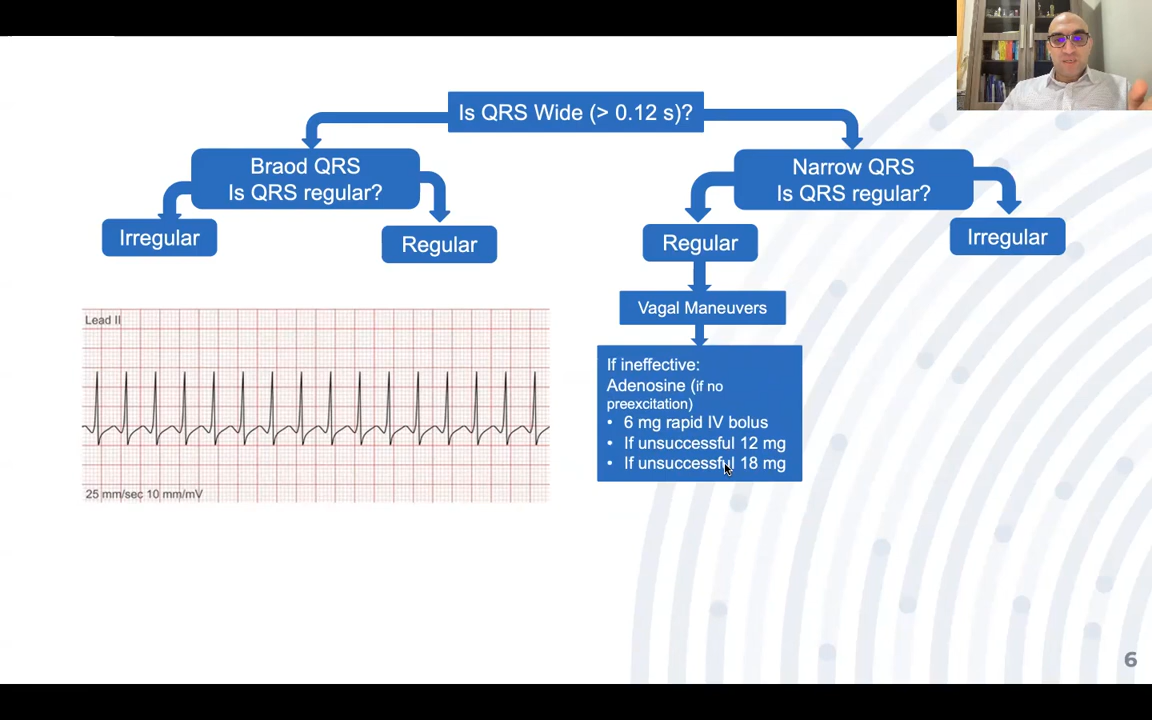 Is QRS Wide (> 0.12 s)?
Braod QRS
Is QRS regular?
Narrow QRS
Is QRS regular?
Irregular
Regular
Regular
Irregular
Vagal Maneuvers
If ineffective:
Adenosine (if no
preexcitation)
• 6 mg rapid IV bolus
• If unsuccessful 12 mg
• If unsuccessful 18 mg
Lead II
25 mm/sec 10 mm/mV
6